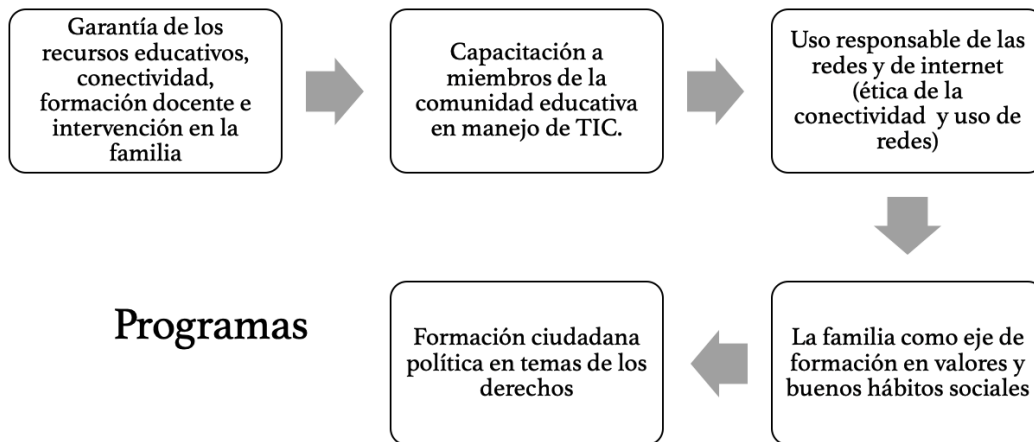 Garantía de los
recursos educativos,
conectividad,
formación docente e
intervención en la
familia
Capacitación a
miembros de la
comunidad educativa
en manejo de TIC.
Uso responsable de las
redes y de internet
(ética de la
conectividad y uso de
redes)
La familia como eje de
formación en valores y
buenos hábitos sociales
Formación ciudadana
política en temas de los
derechos
Programas